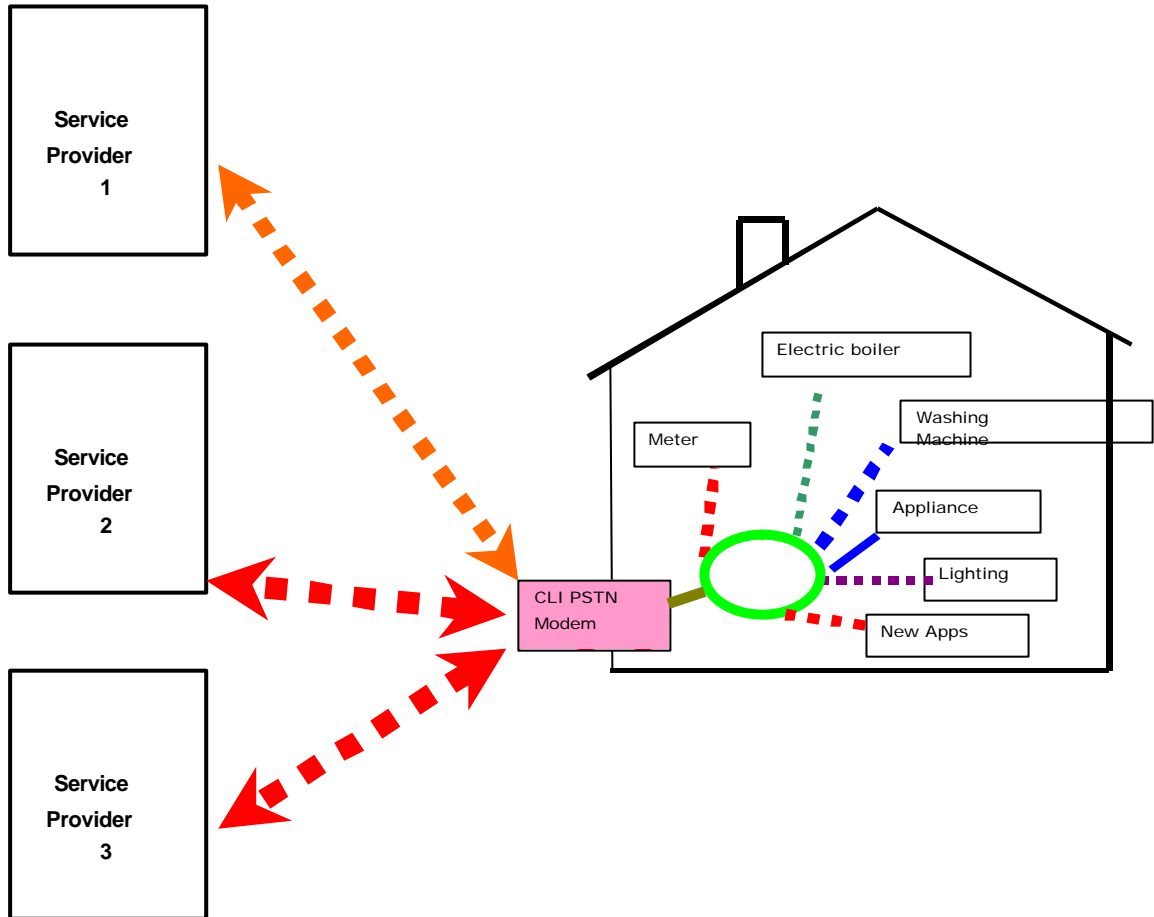 Service
Provider
1
Service
Provider
2
Service
Provider
3
Electric boiler
Washing
Machine
Meter
Appliance
Lighting
New Apps
CLI PSTN
Modem